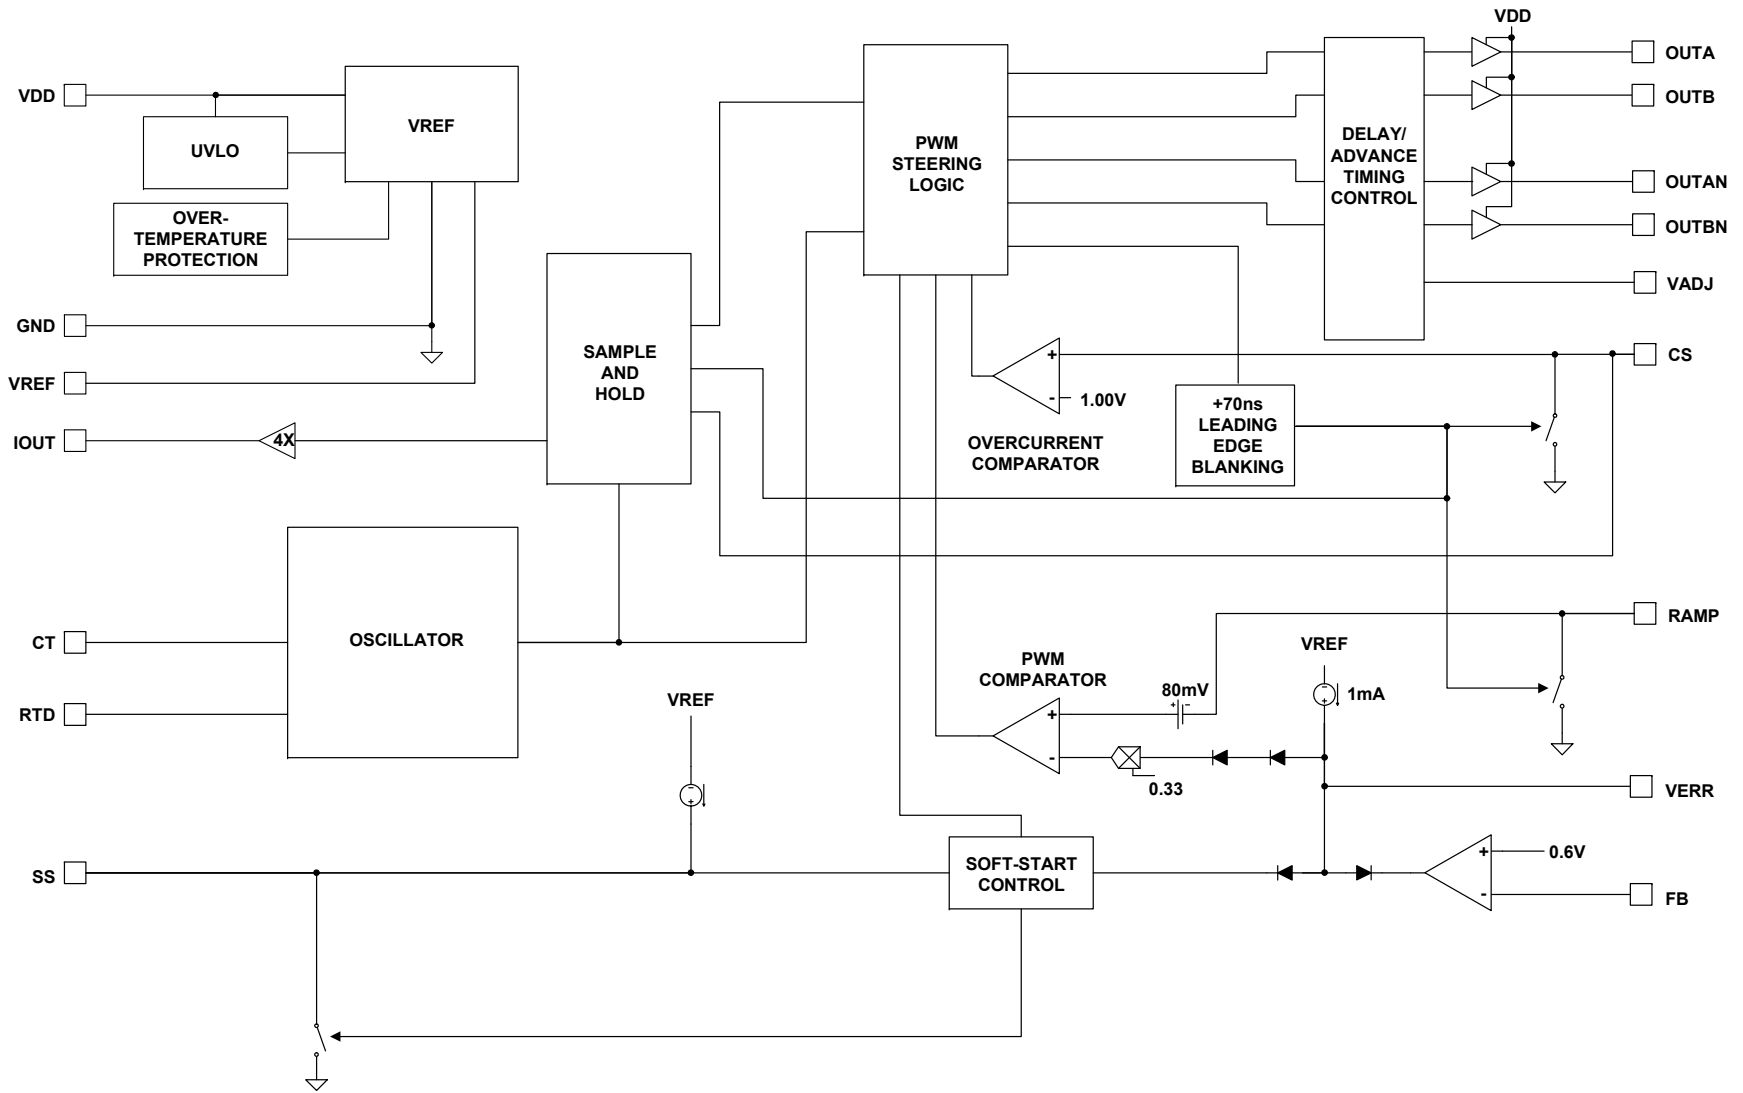 VDD
VREF
UVLO
OVER-
TEMPERATURE
PROTECTION
GND
VREF
IOUT
4X
SAMPLE
AND
HOLD
CT
OSCILLATOR
RTD
VREF
SS
PWM
STEERING
LOGIC
DELAY/
ADVANCE
TIMING
CONTROL
VDD
OUTA
OUTB
OUTAN
OUTBN
VADJ
CS
+
-
1.00V
OVERCURRENT
COMPARATOR
+70ns
LEADING
EDGE
BLANKING
RAMP
VREF
1mA
PWM
COMPARATOR
80mV
+
-
+
-
0.33
VERR
SOFT-START
CONTROL
+
-
0.6V
FB